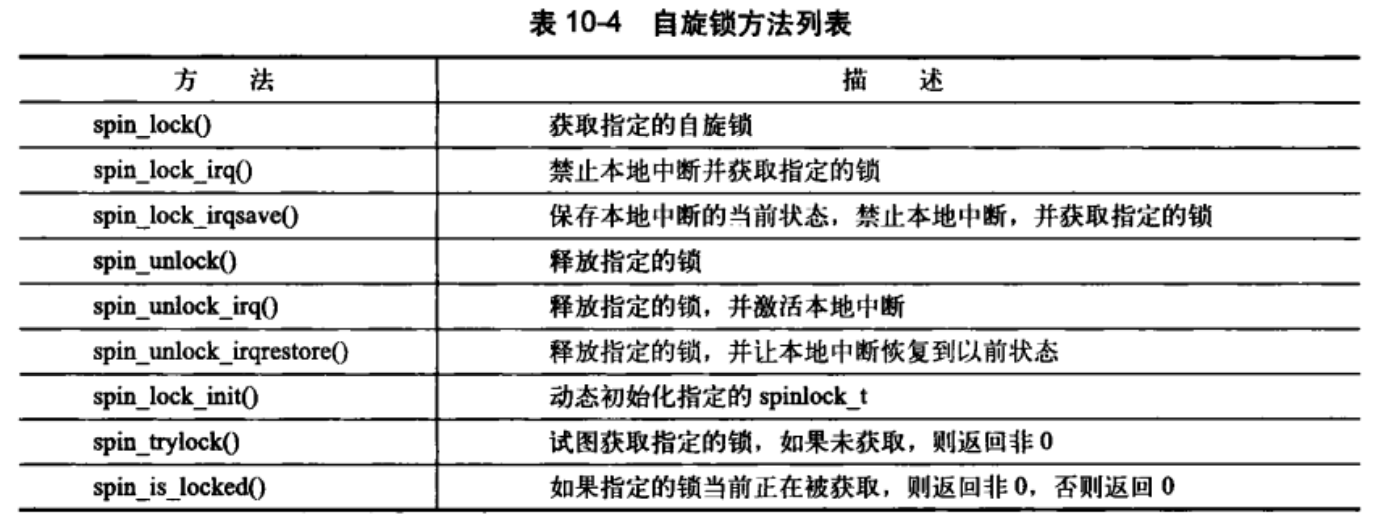 表 10-4 自旋锁方法列表
方 法 描 述
spin_lock() 获取指定的自旋锁
spin_lock_irq() 禁止本地中断并获取指定的锁
spin_lock_irqsave() 保存本地中断的当前状态，禁止本地中断，并获取指定的锁
spin_unlock() 释放指定的锁
spin_unlock_irq() 释放指定的锁，并激活本地中断
spin_unlock_irqrestore() 释放指定的锁，并让本地中断恢复到以前状态
spin_lock_init() 动态初始化指定的 spinlock_t
spin_trylock() 试图获取指定的锁，如果未获取，则返回非 0
spin_is_locked() 如果指定的锁当前正在被获取，则返回非 0，否则返回 0